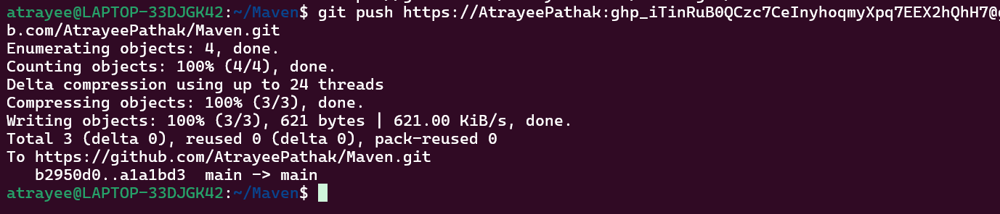 atrayee@LAPTOP-33DJGK42:~/Maven$ git push https://AtrayeePathak:[access token redacted]@
b.com/AtrayeePathak/Maven.git
Enumerating objects: 4, done.
Counting objects: 100% (4/4), done.
Delta compression using up to 24 threads
Compressing objects: 100% (3/3), done.
Writing objects: 100% (3/3), 621 bytes | 621.00 KiB/s, done.
Total 3 (delta 0), reused 0 (delta 0), pack-reused 0
To https://github.com/AtrayeePathak/Maven.git
   b2950d0..a1a1bd3  main -> main
atrayee@LAPTOP-33DJGK42:~/Maven$